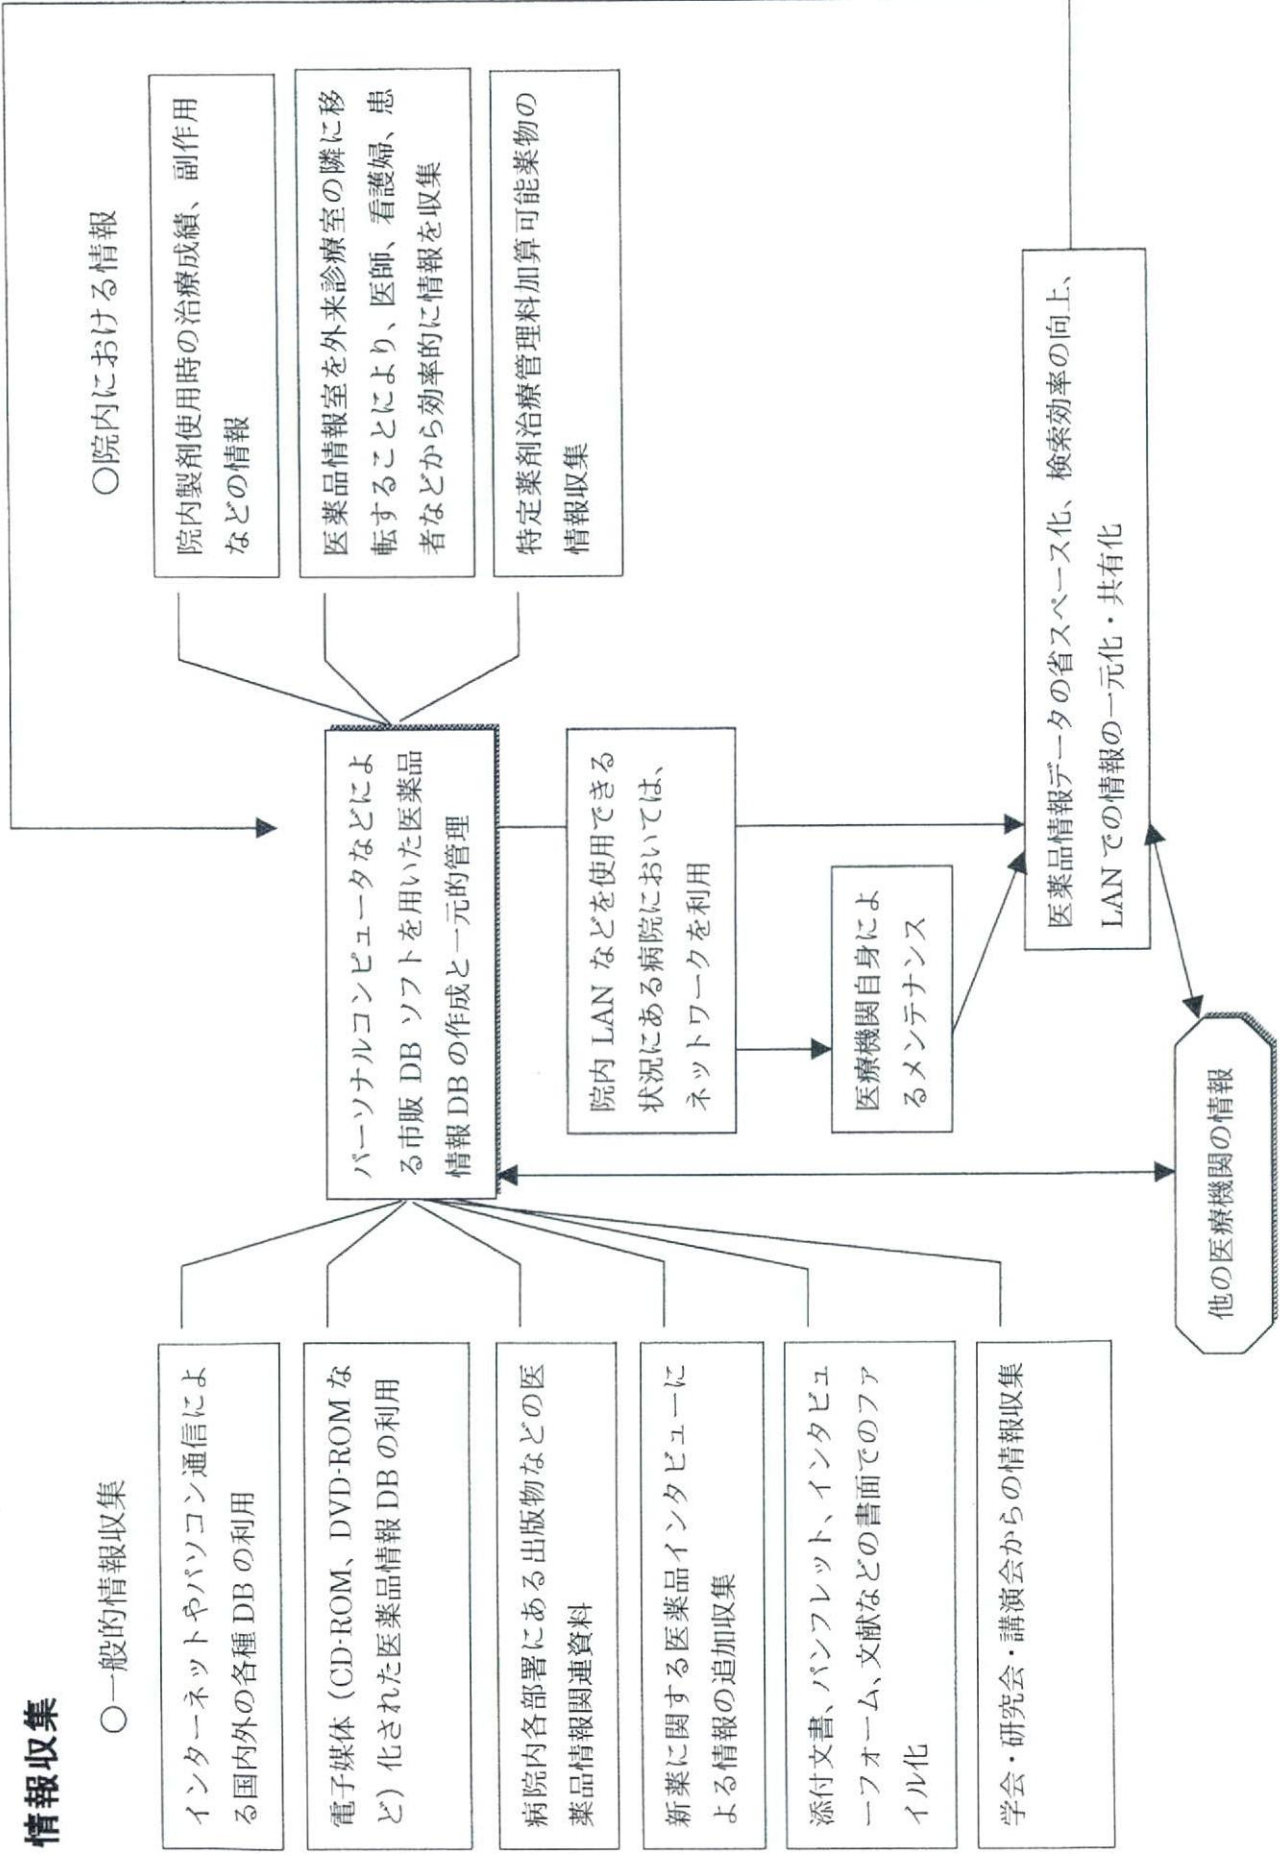 情報収集
〇一般的情報収集
インターネットやパソコン通信によ
る国内外の各種 DB の利用
電子媒体（CD-ROM、DVD-ROM な
ど）化された医薬品情報 DB の利用
病院内各部署にある出版物などの医
薬品情報関連資料
新薬に関する医薬品インタビューに
よる情報の追加収集
添付文書、パンフレット、インタビュ
ーフォーム、文献などの書面でのファ
イル化
学会・研究会・講演会からの情報収集
パーソナルコンピュータなどによ
る市販 DB ソフトを用いた医薬品
情報 DB の作成と一元的管理
院内 LAN などを使用できる
状況にある病院においては、
ネットワークを利用
医療機関自身によ
るメンテナンス
他の医療機関の情報
〇院内における情報
院内製剤使用時の治療成績、副作用
などの情報
医薬品情報室を外来診療室の隣に移
転することにより、医師、看護婦、患
者などから効率的に情報を収集
特定薬剤治療管理料加算可能薬物の
情報収集
医薬品情報データの省スペース化、検索効率の向上、
LAN での情報の一元化・共有化